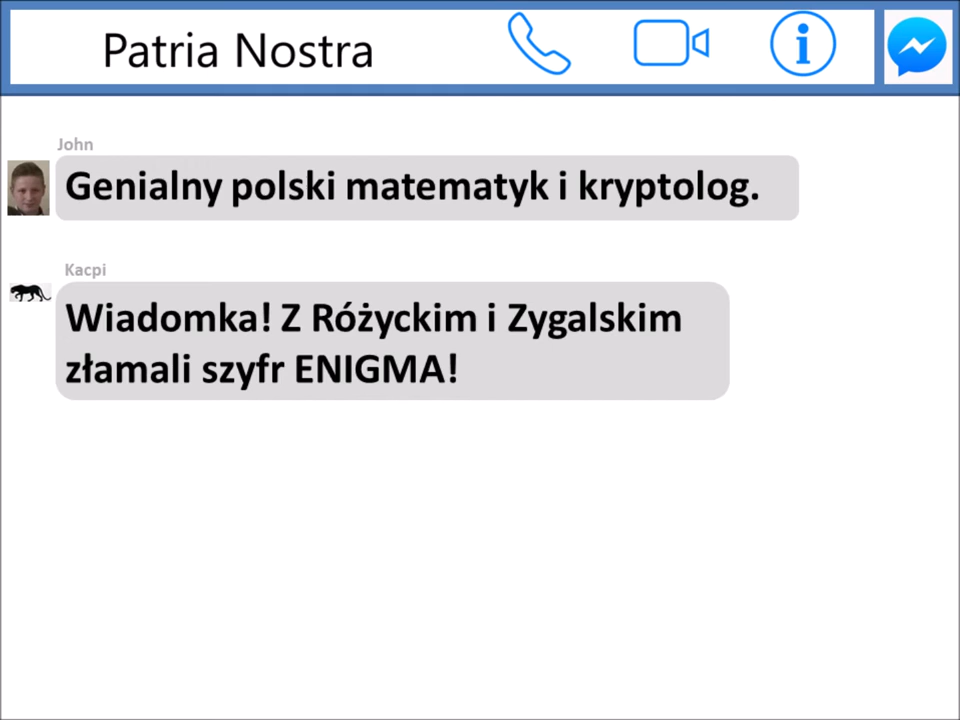 Patria Nostra
John
Genialny polski matematyk i kryptolog.
Kacpi
Wiadomka! Z Różyckim i Zygalskim
złamali szyfr ENIGMA!